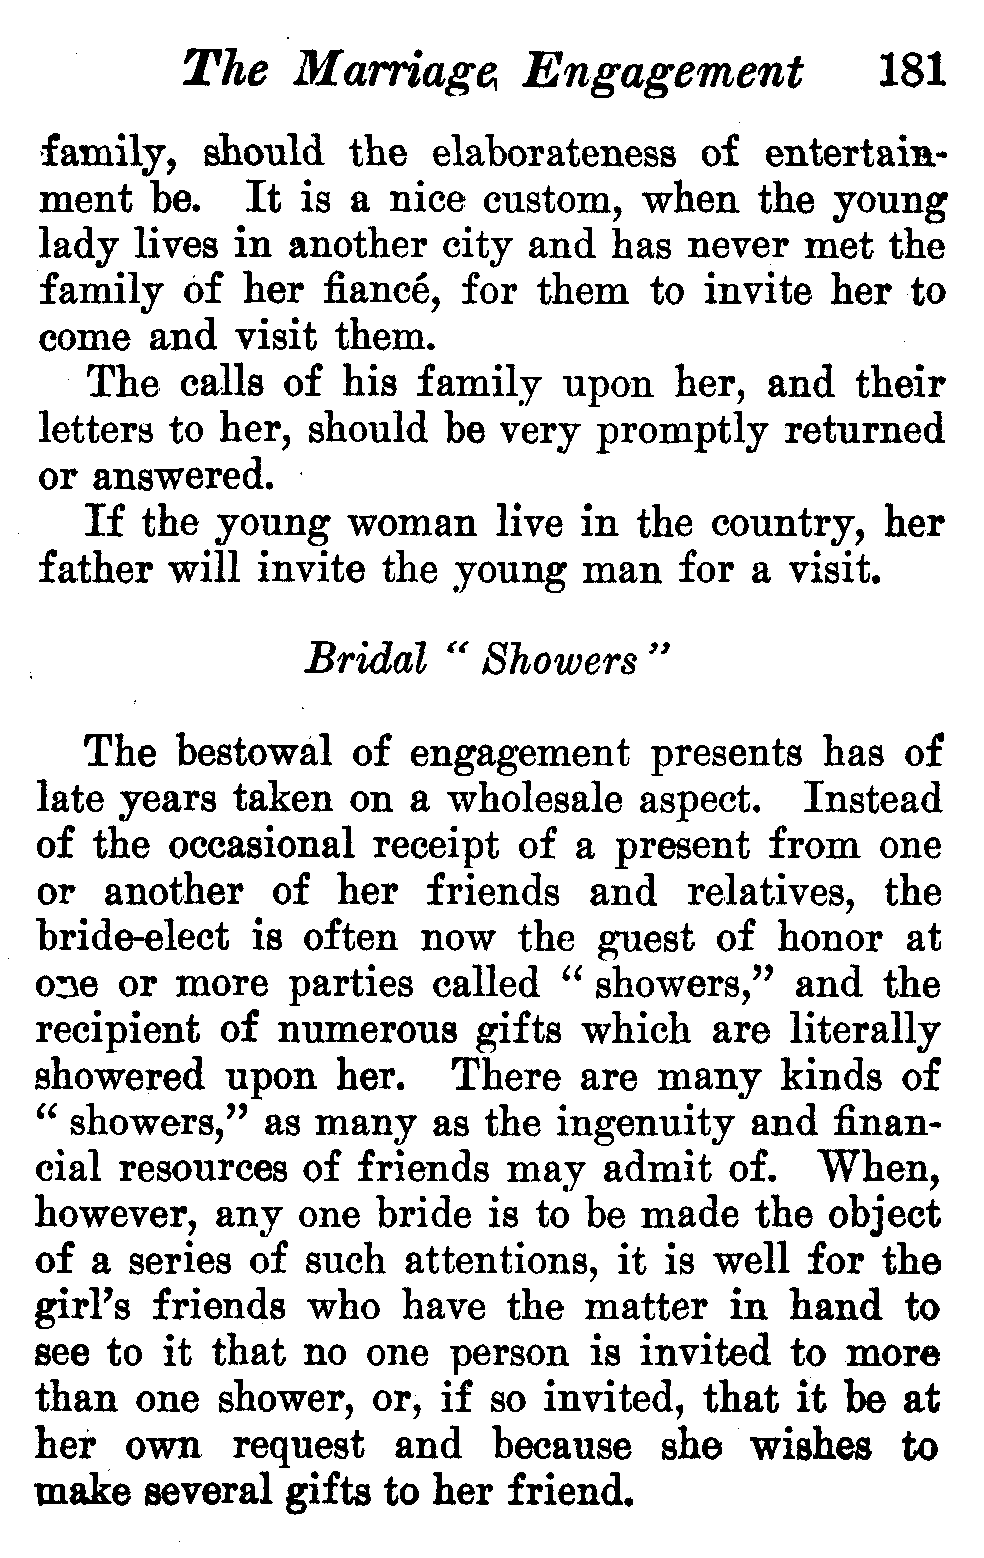 The Marriage Engagement 181
family, should the elaborateness of entertain-
ment be. It is a nice custom, when the young
lady lives in another city and has never met the
family of her fiancé, for them to invite her to
come and visit them.
The calls of his family upon her, and their
letters to her, should be very promptly returned
or answered.
If the young woman live in the country, her
father will invite the young man for a visit.
Bridal " Showers "
The bestowal of engagement presents has of
late years taken on a wholesale aspect. Instead
of the occasional receipt of a present from one
or another of her friends and relatives, the
bride-elect is often now the guest of honor at
one or more parties called " showers," and the
recipient of numerous gifts which are literally
showered upon her. There are many kinds of
" showers," as many as the ingenuity and finan-
cial resources of friends may admit of. When,
however, any one bride is to be made the object
of a series of such attentions, it is well for the
girl's friends who have the matter in hand to
see to it that no one person is invited to more
than one shower, or, if so invited, that it be at
her own request and because she wishes to
make several gifts to her friend.